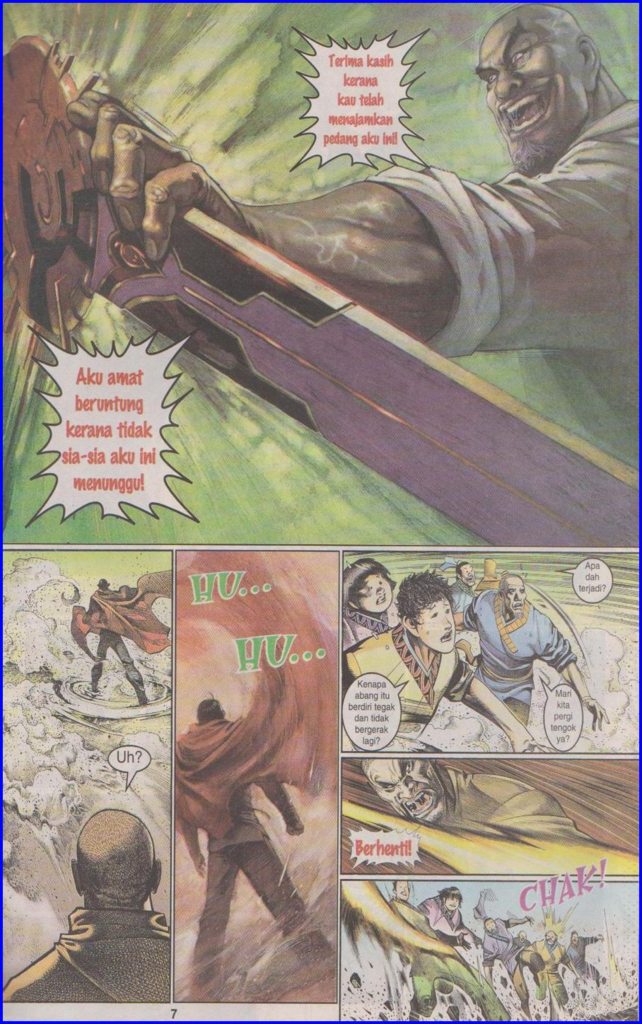 Terima kasih
kerana
kau telah
menajamkan
pedang aku ini!
Aku amat
beruntung
kerana tidak
sia-sia aku ini
menunggu!
Uh?
HU...
HU...
Apa
dah
terjadi?
Kenapa
abang itu
berdiri tegak
dan tidak
bergerak
lagi?
Mari
kita
pergi
tengok
ya?
Berhenti!
CHAK!
7